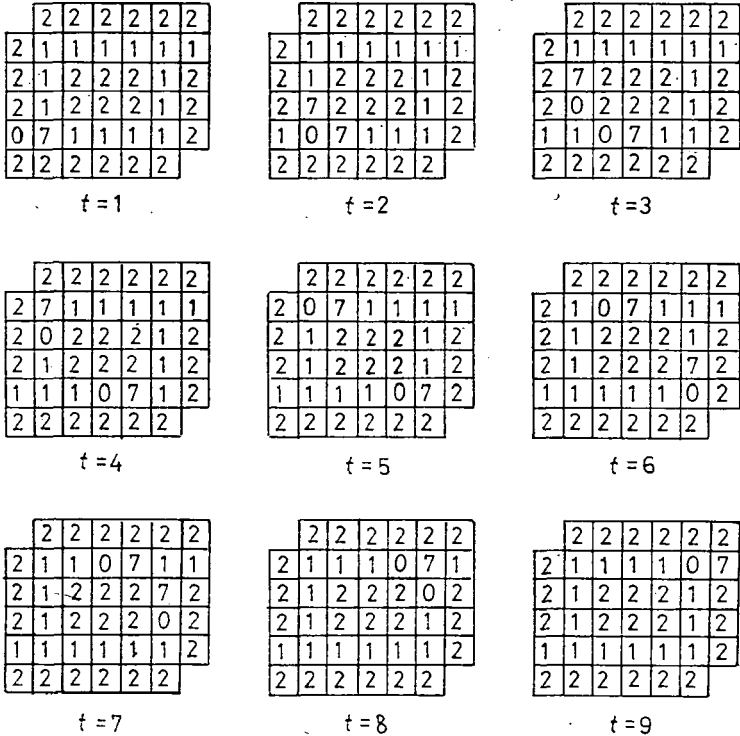 2 2 2 2 2 2
2 1 1 1 1 1 1
2 1 2 2 2 1 2
2 1 2 2 2 1 2
0 7 1 1 1 1 2
2 2 2 2 2 2
t=1
2 2 2 2 2 2
2 1 1 1 1 1 1
2 1 2 2 2 1 2
2 7 2 2 2 1 2
1 0 7 1 1 1 2
2 2 2 2 2 2
t=2
2 2 2 2 2 2
2 1 1 1 1 1 1
2 7 2 2 2 1 2
2 0 2 2 2 1 2
1 1 0 7 1 1 2
2 2 2 2 2 2
t=3
2 2 2 2 2 2
2 7 1 1 1 1 1
2 0 2 2 2 1 2
2 1 2 2 2 1 2
1 1 1 0 7 1 2
2 2 2 2 2 2
t=4
2 2 2 2 2 2
2 0 7 1 1 1 1
2 1 2 2 2 1 2
2 1 2 2 2 1 2
1 1 1 1 0 7 2
2 2 2 2 2 2
t=5
2 2 2 2 2 2
2 1 0 7 1 1 1
2 1 2 2 2 1 2
2 1 2 2 2 7 2
1 1 1 1 1 0 2
2 2 2 2 2 2
t=6
2 2 2 2 2 2
2 1 1 0 7 1 1
2 1 2 2 2 7 2
2 1 2 2 2 0 2
1 1 1 1 1 1 2
2 2 2 2 2 2
t=7
2 2 2 2 2 2
2 1 1 1 0 7 1
2 1 2 2 2 0 2
2 1 2 2 2 1 2
1 1 1 1 1 1 2
2 2 2 2 2 2
t=8
2 2 2 2 2 2
2 1 1 1 1 0 7
2 1 2 2 2 1 2
2 1 2 2 2 1 2
1 1 1 1 1 1 2
2 2 2 2 2 2
t=9